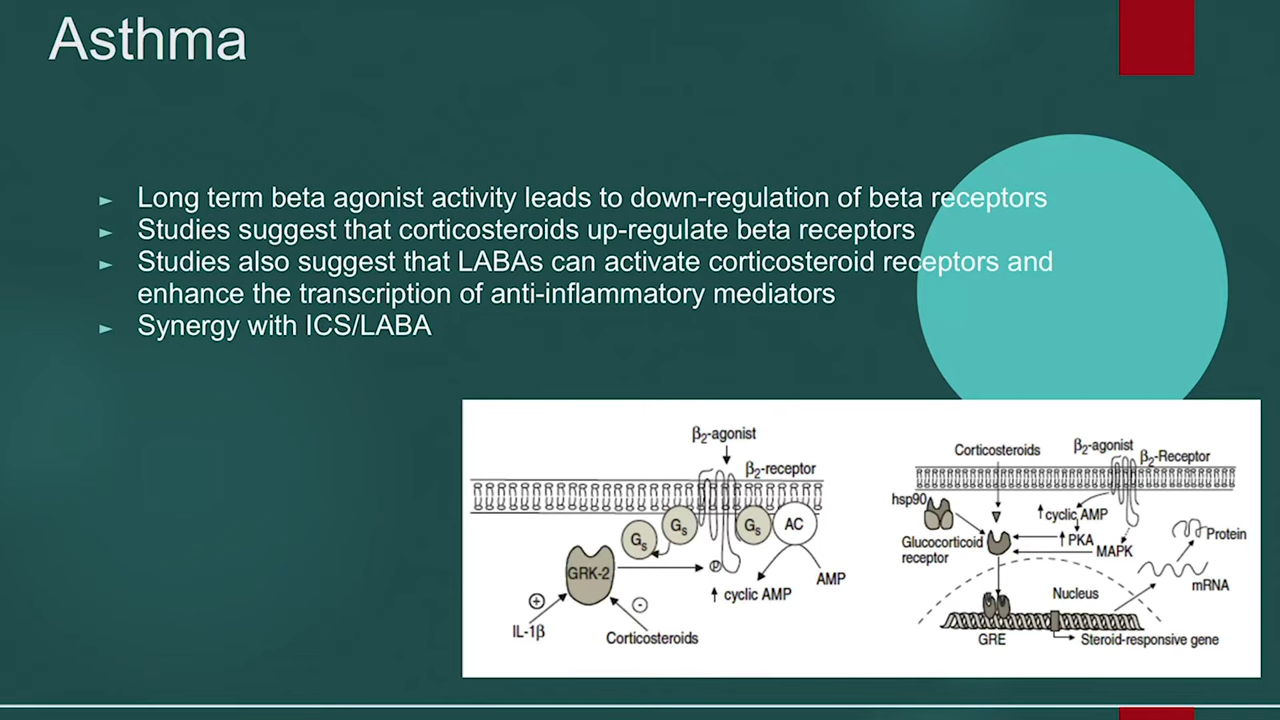 Asthma
► Long term beta agonist activity leads to down-regulation of beta receptors
► Studies suggest that corticosteroids up-regulate beta receptors
► Studies also suggest that LABAs can activate corticosteroid receptors and
enhance the transcription of anti-inflammatory mediators
► Synergy with ICS/LABA
β2-agonist
β2-receptor
Gs
Gs
Gs
AC
GRK-2
P
AMP
↑ cyclic AMP
+
-
IL-1β
Corticosteroids
Corticosteroids
β2-agonist
β2-Receptor
hsp90
↑cyclic AMP
Glucocorticoid
receptor
↑PKA
MAPK
Protein
mRNA
Nucleus
GRE
Steroid-responsive gene